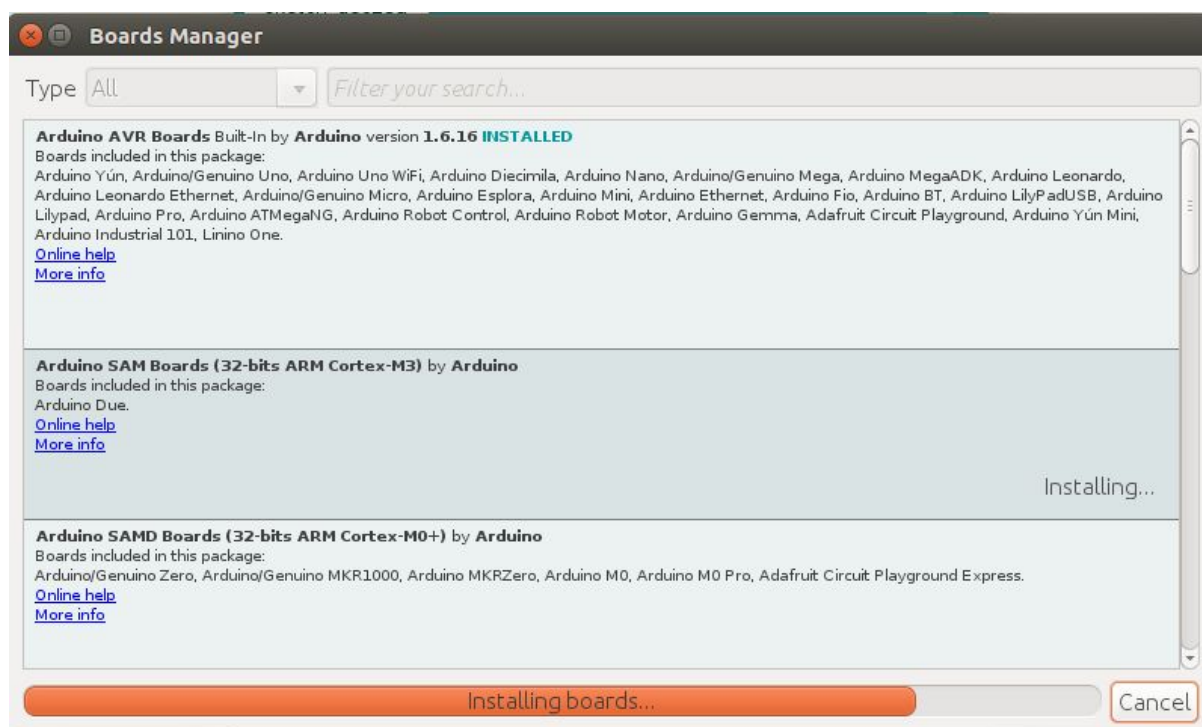 Boards Manager
Type All Filter your search...
Arduino AVR Boards Built-In by Arduino version 1.6.16 INSTALLED
Boards included in this package:
Arduino Yún, Arduino/Genuino Uno, Arduino Uno WiFi, Arduino Diecimila, Arduino Nano, Arduino/Genuino Mega, Arduino MegaADK, Arduino Leonardo,
Arduino Leonardo Ethernet, Arduino/Genuino Micro, Arduino Esplora, Arduino Mini, Arduino Ethernet, Arduino Fio, Arduino BT, Arduino LilyPadUSB, Arduino
Lilypad, Arduino Pro, Arduino ATMegaNG, Arduino Robot Control, Arduino Robot Motor, Arduino Gemma, Adafruit Circuit Playground, Arduino Yún Mini,
Arduino Industrial 101, Linino One.
Online help
More info
Arduino SAM Boards (32-bits ARM Cortex-M3) by Arduino
Boards included in this package:
Arduino Due.
Online help
More info
Installing...
Arduino SAMD Boards (32-bits ARM Cortex-M0+) by Arduino
Boards included in this package:
Arduino/Genuino Zero, Arduino/Genuino MKR1000, Arduino MKRZero, Arduino M0, Arduino M0 Pro, Adafruit Circuit Playground Express.
Online help
More info
Installing boards...
Cancel